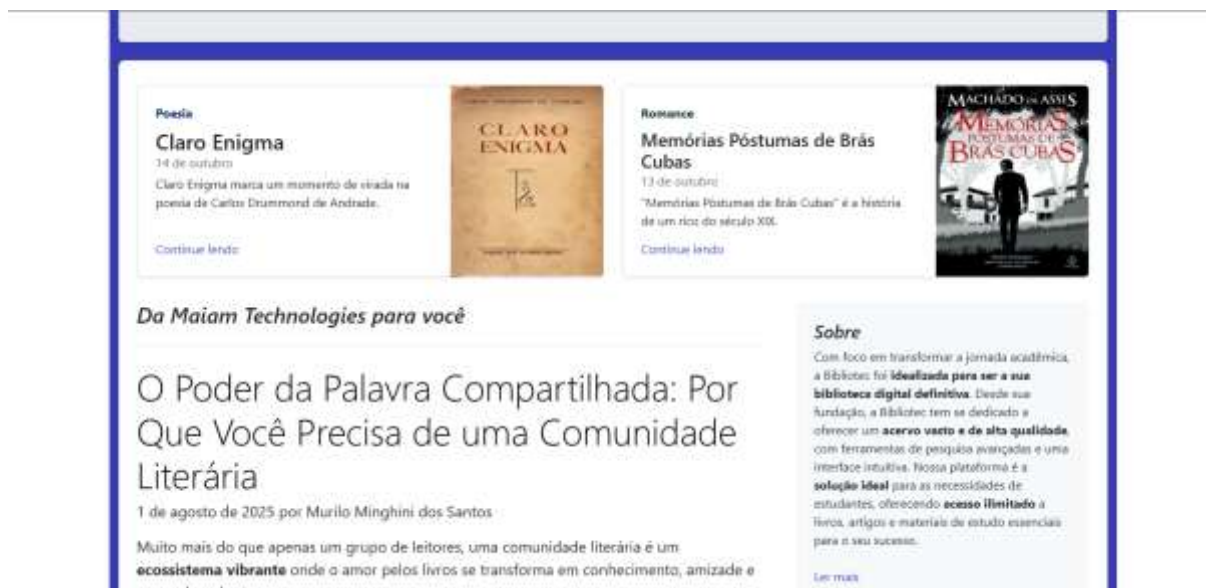 Poesia
Claro Enigma
14 de outubro
Claro Enigma marca um momento de virada na
poesia de Carlos Drummond de Andrade.
Continue lendo
CLARO
ENIGMA
Romance
Memórias Póstumas de Brás
Cubas
13 de outubro
"Memórias Póstumas de Brás Cubas" é a história
de um rico do século XIX.
Continue lendo
MACHADO DE ASSIS
MEMÓRIAS
PÓSTUMAS DE
BRÁS CUBAS
Da Maiam Technologies para você
O Poder da Palavra Compartilhada: Por
Que Você Precisa de uma Comunidade
Literária
1 de agosto de 2025 por Murilo Minghini dos Santos
Muito mais do que apenas um grupo de leitores, uma comunidade literária é um
ecossistema vibrante onde o amor pelos livros se transforma em conhecimento, amizade e
Sobre
Com foco em transformar a jornada acadêmica,
a Bibliotec foi idealizada para ser a sua
biblioteca digital definitiva. Desde sua
fundação, a Bibliotec tem se dedicado a
oferecer um acervo vasto e de alta qualidade,
com ferramentas de pesquisa avançadas e uma
interface intuitiva. Nossa plataforma é a
solução ideal para as necessidades de
estudantes, oferecendo acesso ilimitado a
livros, artigos e materiais de estudo essenciais
para o seu sucesso.
Ler mais